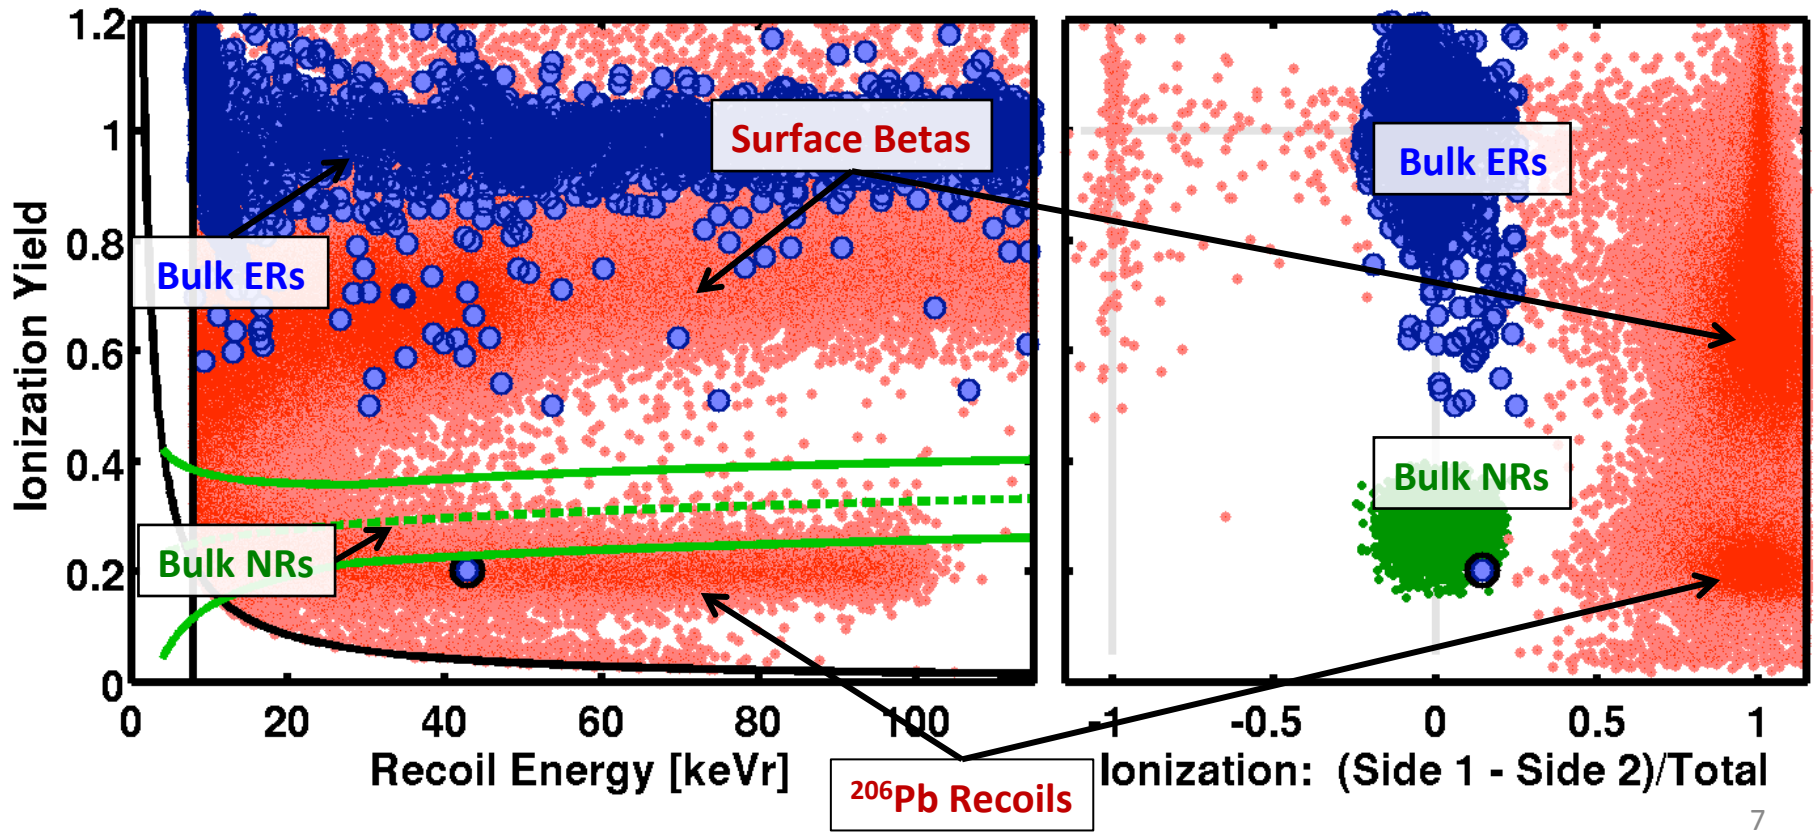 1.2
1
0.8
0.6
0.4
0.2
0
Ionization Yield
Surface Betas
Bulk ERs
Bulk NRs
0 20 40 60 80 100
Recoil Energy [keVr]
Bulk ERs
Bulk NRs
-1 -0.5 0 0.5 1
Ionization: (Side 1 - Side 2)/Total
²⁰⁶Pb Recoils
7